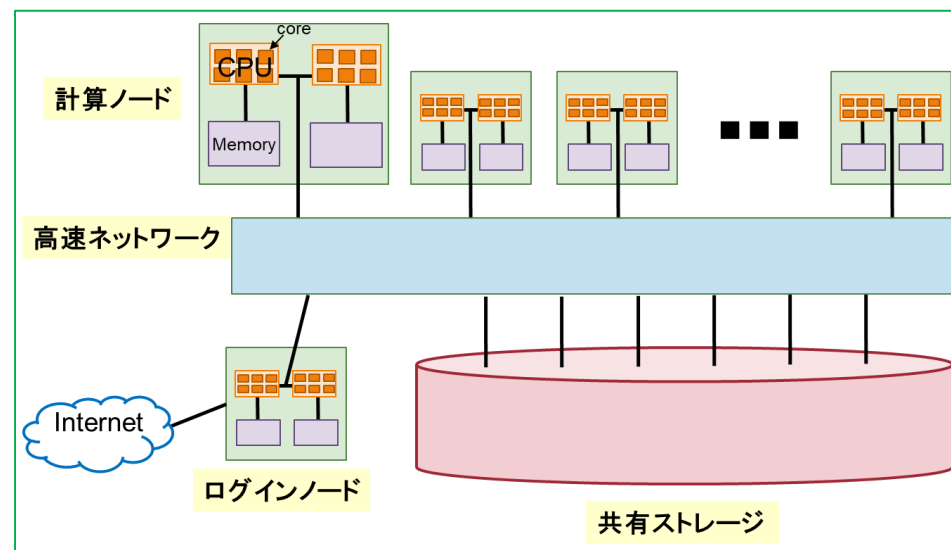 core
CPU
計算ノード
Memory
高速ネットワーク
Internet
ログインノード
共有ストレージ